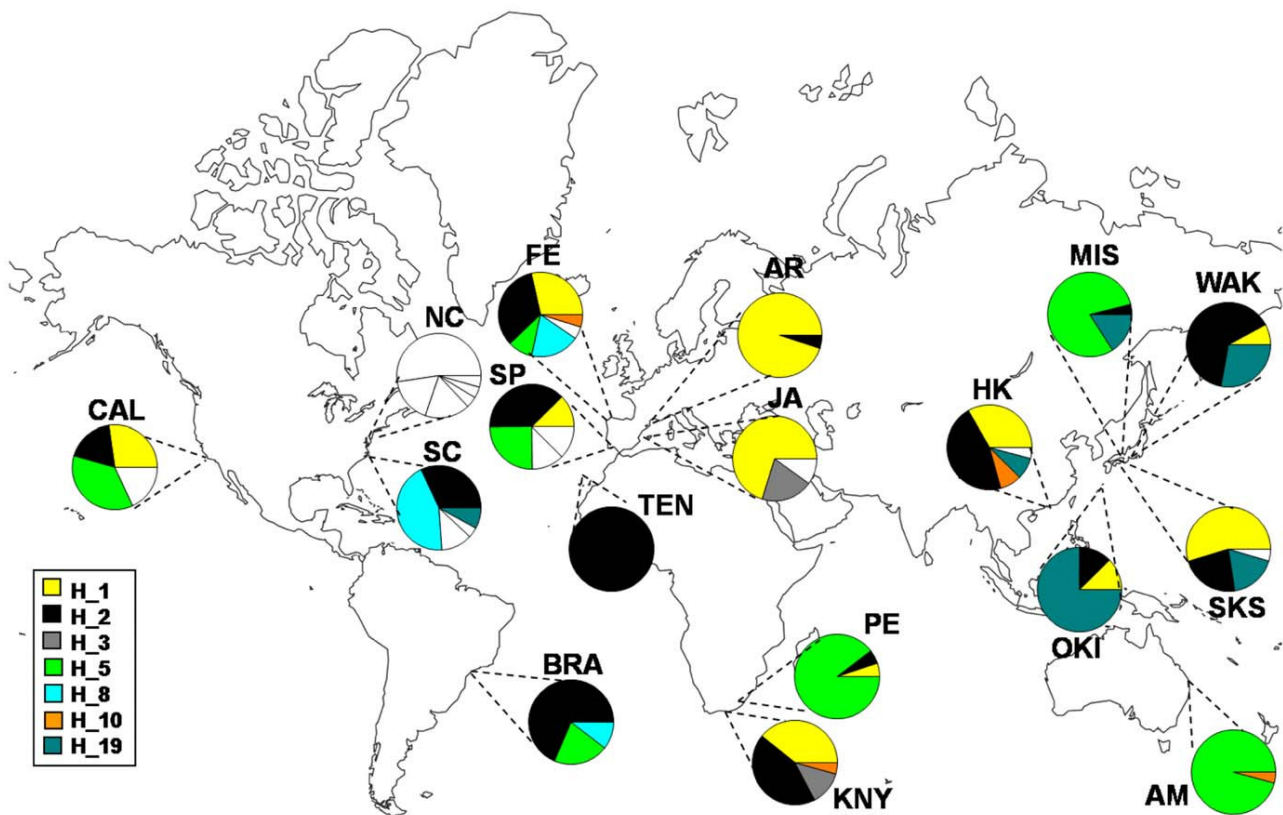 FE
AR
MIS
WAK
NC
SP
JA
HK
CAL
SC
TEN
SKS
OKI
PE
BRA
KNY
AM
H_1
H_2
H_3
H_5
H_8
H_10
H_19